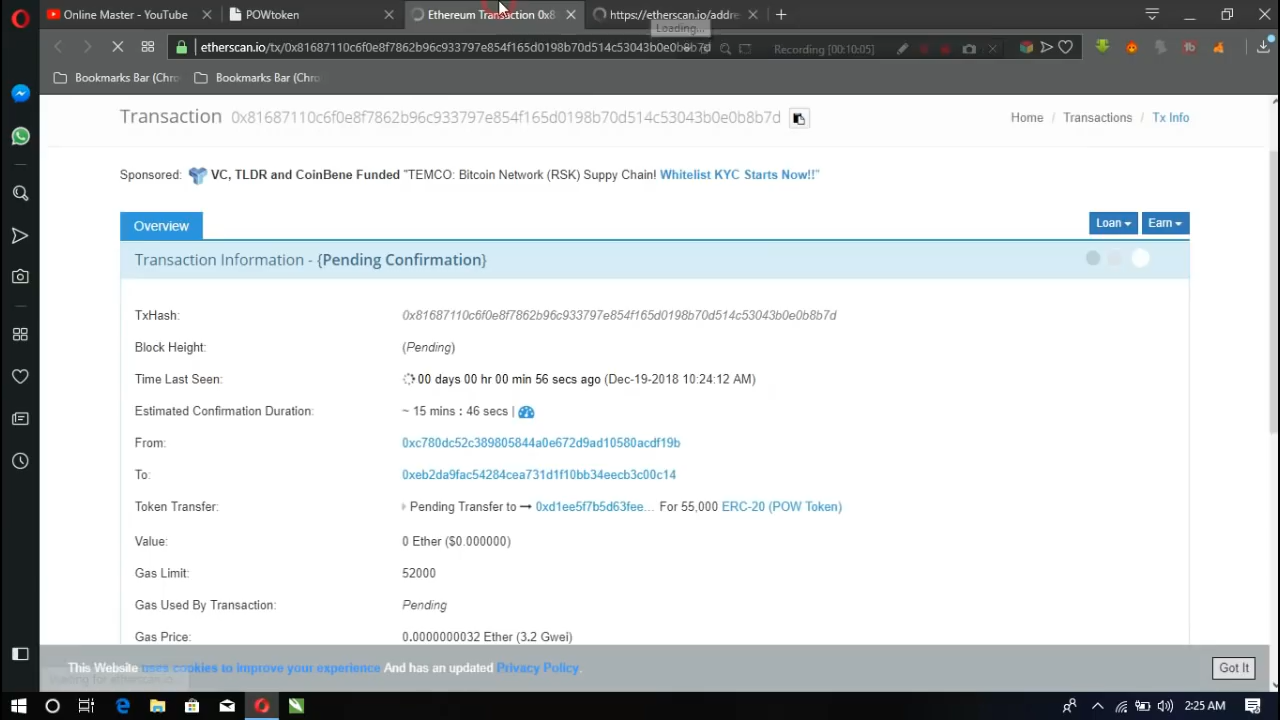 Online Master - YouTube
POWtoken
Ethereum Transaction 0x8
https://etherscan.io/addre
Loading...
etherscan.io/tx/0x81687110c6f0e8f7862b96c933797e854f165d0198b70d514c53043b0e0b8b7d
Recording [00:10:05]
Bookmarks Bar (Chro
Bookmarks Bar (Chro
Transaction 0x81687110c6f0e8f7862b96c933797e854f165d0198b70d514c53043b0e0b8b7d
Home / Transactions / Tx Info
Sponsored: VC, TLDR and CoinBene Funded "TEMCO: Bitcoin Network (RSK) Suppy Chain! Whitelist KYC Starts Now!!"
Overview
Loan
Earn
Transaction Information - {Pending Confirmation}
TxHash: 0x81687110c6f0e8f7862b96c933797e854f165d0198b70d514c53043b0e0b8b7d
Block Height: (Pending)
Time Last Seen: 00 days 00 hr 00 min 56 secs ago (Dec-19-2018 10:24:12 AM)
Estimated Confirmation Duration: ~ 15 mins : 46 secs |
From: 0xc780dc52c389805844a0e672d9ad10580acdf19b
To: 0xeb2da9fac54284cea731d1f10bb34eecb3c00c14
Token Transfer: Pending Transfer to → 0xd1ee5f7b5d63fee... For 55,000 ERC-20 (POW Token)
Value: 0 Ether ($0.000000)
Gas Limit: 52000
Gas Used By Transaction: Pending
Gas Price: 0.0000000032 Ether (3.2 Gwei)
This Website uses cookies to improve your experience And has an updated Privacy Policy.
Got It
loading for etherscan.io...
2:25 AM